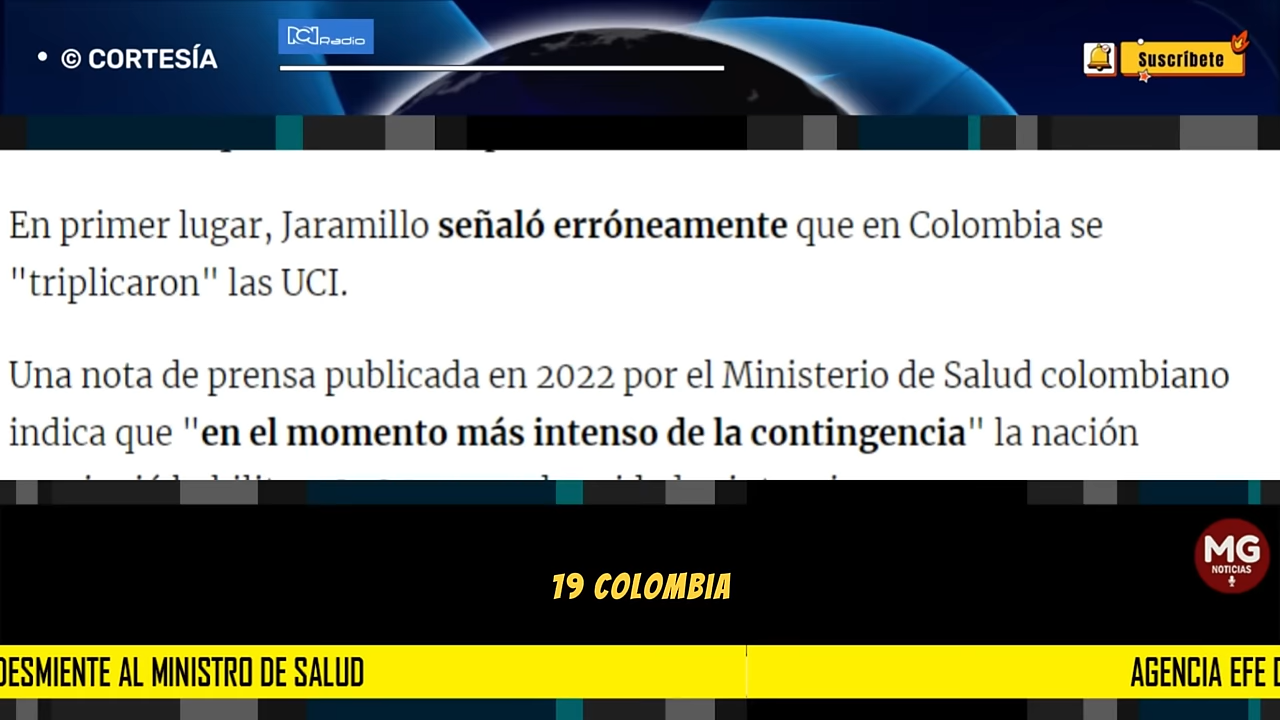 • © CORTESÍA
RCN Radio
Suscríbete
En primer lugar, Jaramillo señaló erróneamente que en Colombia se
"triplicaron" las UCI.
Una nota de prensa publicada en 2022 por el Ministerio de Salud colombiano
indica que "en el momento más intenso de la contingencia" la nación
MG
NOTICIAS
19 COLOMBIA
DESMIENTE AL MINISTRO DE SALUD
AGENCIA EFE D